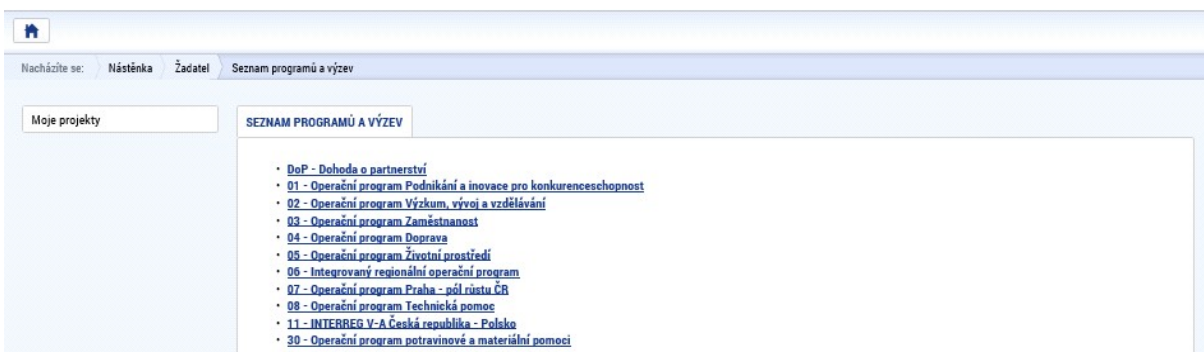 Nacházíte se: Nástěnka Žadatel Seznam programů a výzev
Moje projekty
SEZNAM PROGRAMŮ A VÝZEV
• DoP - Dohoda o partnerství
• 01 - Operační program Podnikání a inovace pro konkurenceschopnost
• 02 - Operační program Výzkum, vývoj a vzdělávání
• 03 - Operační program Zaměstnanost
• 04 - Operační program Doprava
• 05 - Operační program Životní prostředí
• 06 - Integrovaný regionální operační program
• 07 - Operační program Praha - pól růstu ČR
• 08 - Operační program Technická pomoc
• 11 - INTERREG V-A Česká republika - Polsko
• 30 - Operační program potravinové a materiální pomoci